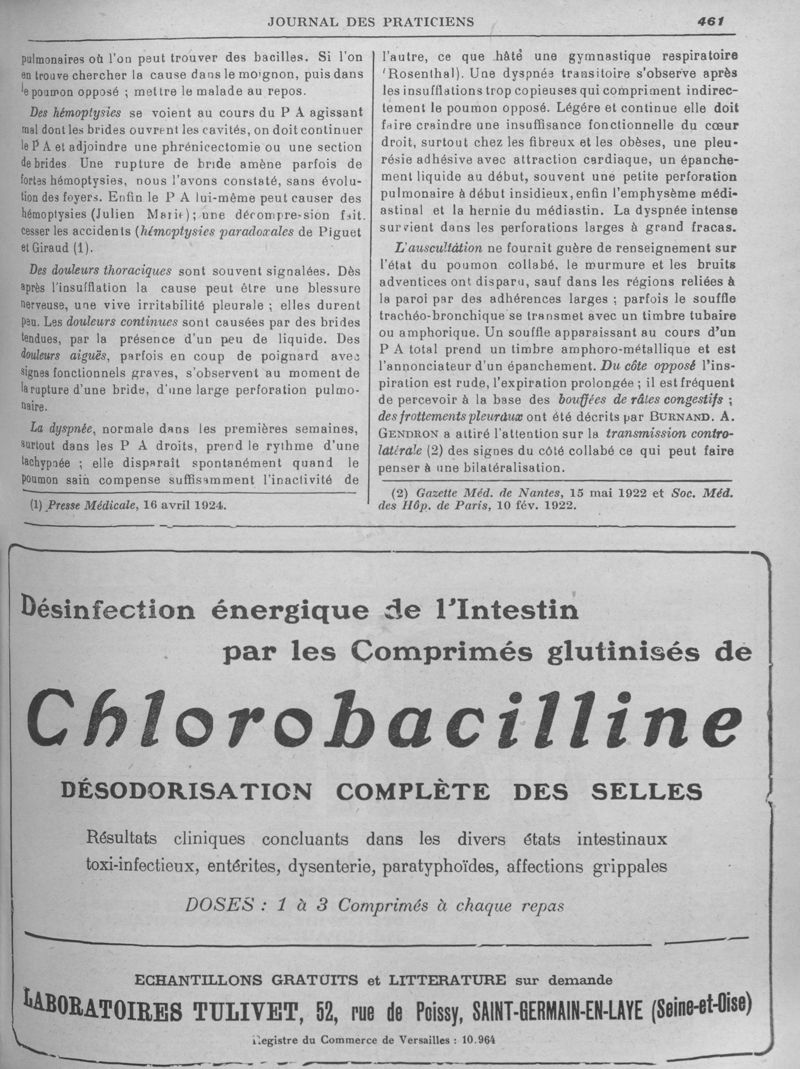 JOURNAL DES PRATICIENS 461
pulmonaires où l'on peut trouver des bacilles. Si l'on
en trouve chercher la cause dans le moignon, puis dans
le poumon opposé ; mettre le malade au repos.
Des hémoptysies se voient au cours du P A agissant
mal dont les brides ouvrent les cavités, on doit continuer
le P A et adjoindre une phrénicectomie ou une section
de brides Une rupture de bride amène parfois de
fortes hémoptysies, nous l'avons constaté, sans évolu-
tion des foyers. Enfin le P A lui-même peut causer des
hémoptysies (Julien Marie) ; une décompression fait
cesser les accidents (hémoptysies paradoxales de Piguet
et Giraud (1).
Des douleurs thoraciques sont souvent signalées. Dès
après l'insufflation la cause peut être une blessure
nerveuse, une vive irritabilité pleurale ; elles durent
peu. Les douleurs continues sont causées par des brides
tendues, par la présence d'un peu de liquide. Des
douleurs aiguës, parfois en coup de poignard avec
signes fonctionnels graves, s'observent au moment de
la rupture d'une bride, d'une large perforation pulmo-
naire.
La dyspnée, normale dans les premières semaines,
surtout dans les P A droits, prend le rythme d'une
tachypnée ; elle disparaît spontanément quand le
poumon sain compense suffisamment l'inactivité de
(1) Presse Médicale, 16 avril 1924.
l'autre, ce que hâte une gymnastique respiratoire
(Rosenthal). Une dyspnée transitoire s'observe après
les insufflations trop copieuses qui compriment indirec-
tement le poumon opposé. Légére et continue elle doit
faire craindre une insuffisance fonctionnelle du cœur
droit, surtout chez les fibreux et les obèses, une pleu-
résie adhésive avec attraction cardiaque, un épanche-
ment liquide au début, souvent une petite perforation
pulmonaire à début insidieux, enfin l'emphysème médi-
astinal et la hernie du médiastin. La dyspnée intense
survient dans les perforations larges à grand fracas.
L'auscultation ne fournit guère de renseignement sur
l'état du poumon collabé, le murmure et les bruits
adventices ont disparu, sauf dans les régions reliées à
la paroi par des adhérences larges ; parfois le souffle
trachéo-bronchique se transmet avec un timbre tubaire
ou amphorique. Un souffle apparaissant au cours d'un
P A total prend un timbre amphoro-métallique et est
l'annonciateur d'un épanchement. Du côte opposé l'ins-
piration est rude, l'expiration prolongée ; il est fréquent
de percevoir à la base des bouffées de râles congestifs ;
des frottements pleuraux ont été décrits par BURNAND. A.
GENDRON a attiré l'attention sur la transmission contro-
latérale (2) des signes du côté collabé ce qui peut faire
penser à une bilatéralisation.
(2) Gazette Méd. de Nantes, 15 mai 1922 et Soc. Méd.
des Hôp. de Paris, 10 fév. 1922.
Désinfection énergique de l'Intestin
par les Comprimés glutinisés de
Chlorobacilline
DÉSODORISATION COMPLÈTE DES SELLES
Résultats cliniques concluants dans les divers états intestinaux
toxi-infectieux, entérites, dysenterie, paratyphoïdes, affections grippales
DOSES : 1 à 3 Comprimés à chaque repas
ECHANTILLONS GRATUITS et LITTERATURE sur demande
LABORATOIRES TULIVET, 52, rue de Poissy, SAINT-GERMAIN-EN-LAYE (Seine-et-Oise)
Registre du Commerce de Versailles : 10.964